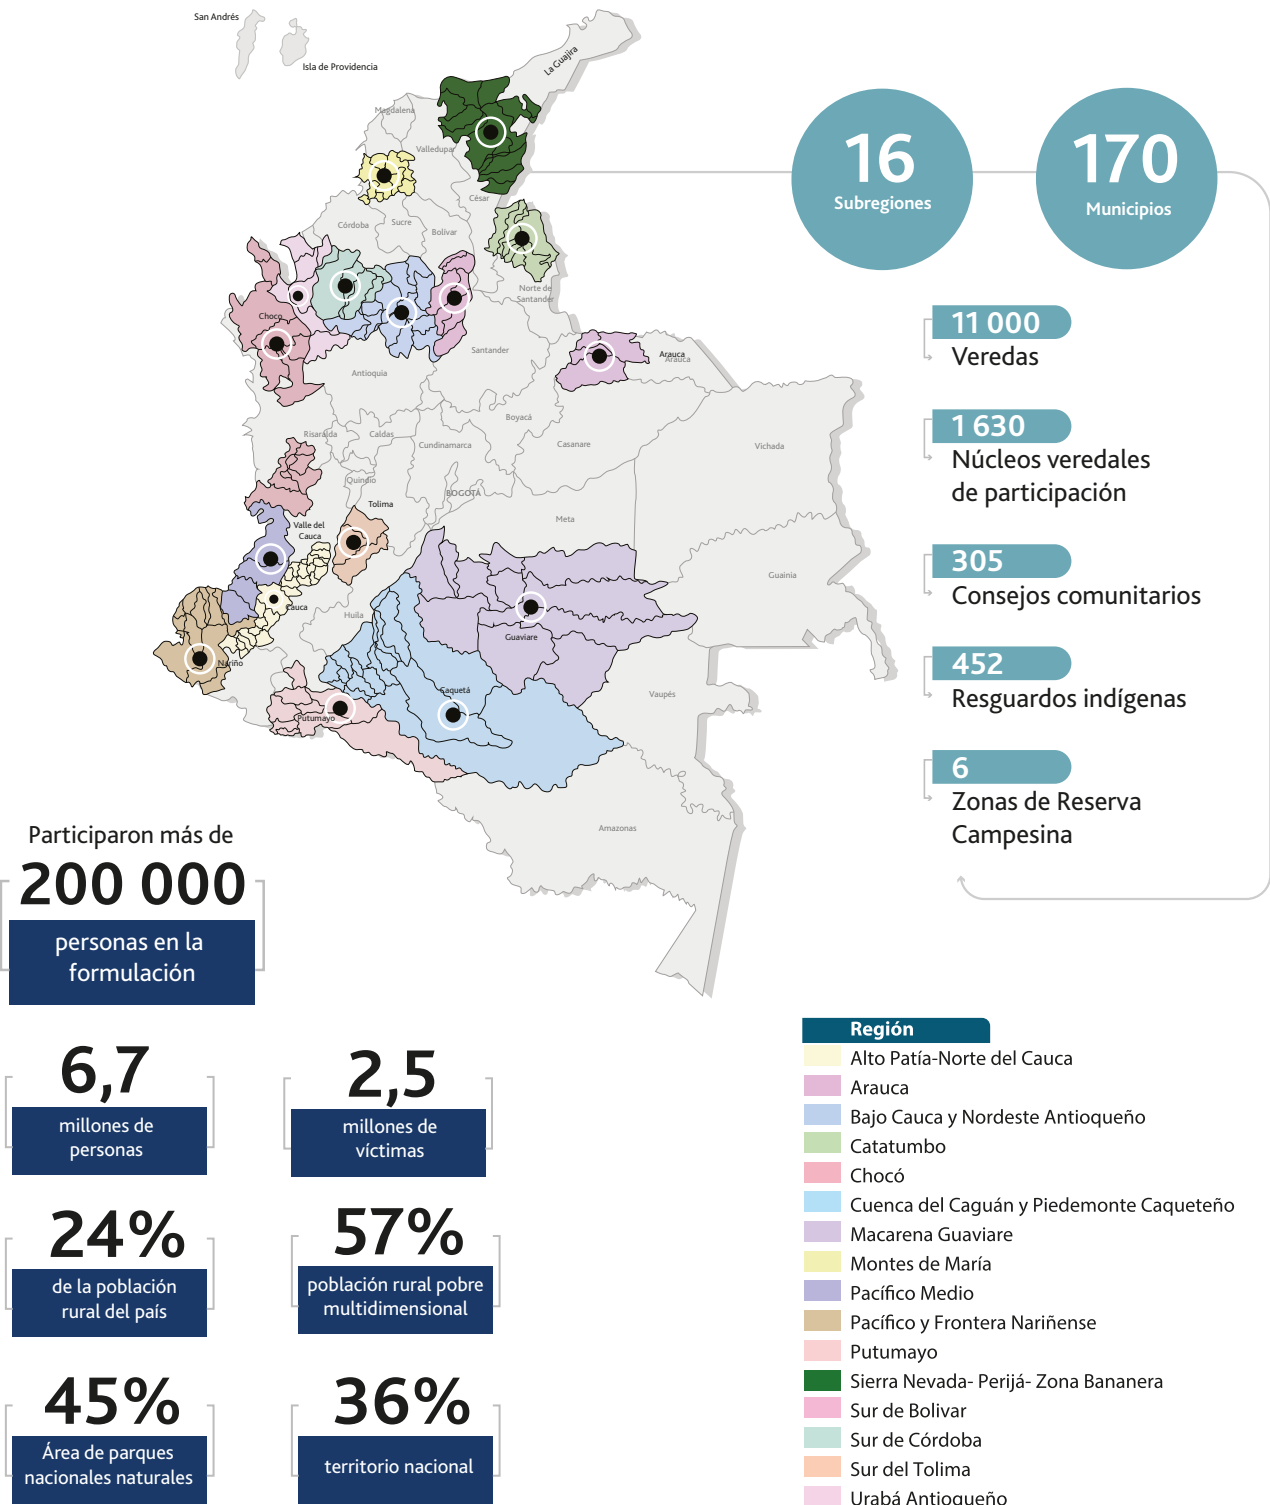 San Andrés
Isla de Providencia
La Guajira
Magdalena
Valledupar
César
Córdoba
Sucre
Bolívar
Norte de
Santander
Choco
Santander
Arauca
Arauca
Antioquia
Boyacá
Risaralda
Caldas
Cundinamarca
Casanare
Vichada
Quindío
BOGOTÁ
Tolima
Meta
Valle del
Cauca
Guainia
Cauca
Huila
Guaviare
Nariño
Caquetá
Vaupés
Putumayo
Amazonas
16
Subregiones
170
Municipios
11 000
Veredas
1 630
Núcleos veredales
de participación
305
Consejos comunitarios
452
Resguardos indígenas
6
Zonas de Reserva
Campesina
Participaron más de
200 000
personas en la
formulación
6,7
millones de
personas
2,5
millones de
víctimas
24%
de la población
rural del país
57%
población rural pobre
multidimensional
45%
Área de parques
nacionales naturales
36%
territorio nacional
Región
Alto Patía-Norte del Cauca
Arauca
Bajo Cauca y Nordeste Antioqueño
Catatumbo
Chocó
Cuenca del Caguán y Piedemonte Caqueteño
Macarena Guaviare
Montes de María
Pacífico Medio
Pacífico y Frontera Nariñense
Putumayo
Sierra Nevada- Perijá- Zona Bananera
Sur de Bolivar
Sur de Córdoba
Sur del Tolima
Urabá Antioqueño